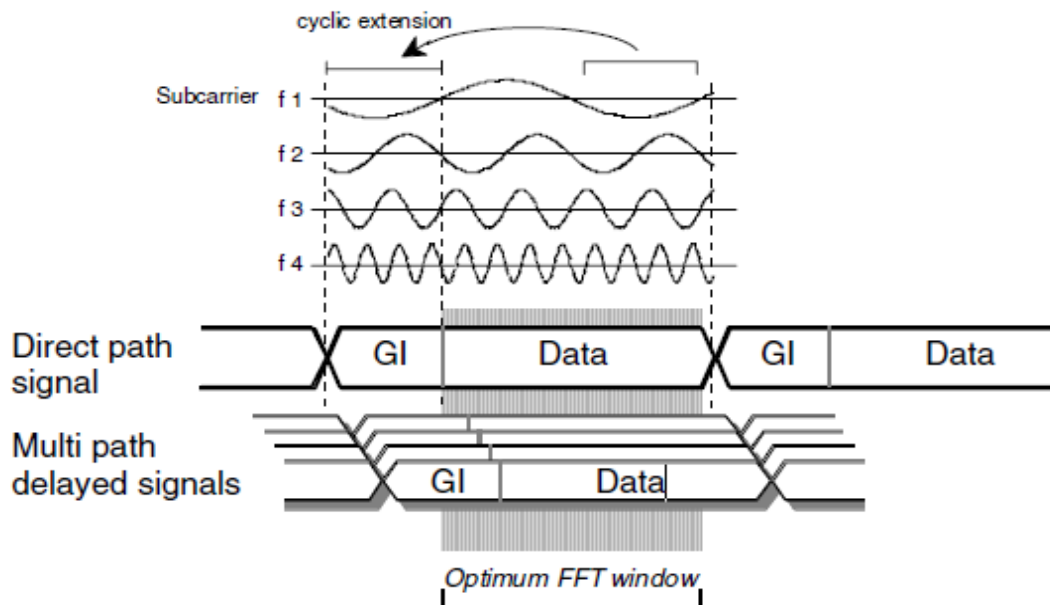 cyclic extension
Subcarrier f 1
f 2
f 3
f 4
Direct path
signal
GI Data GI Data
Multi path
delayed signals
GI Data
Optimum FFT window